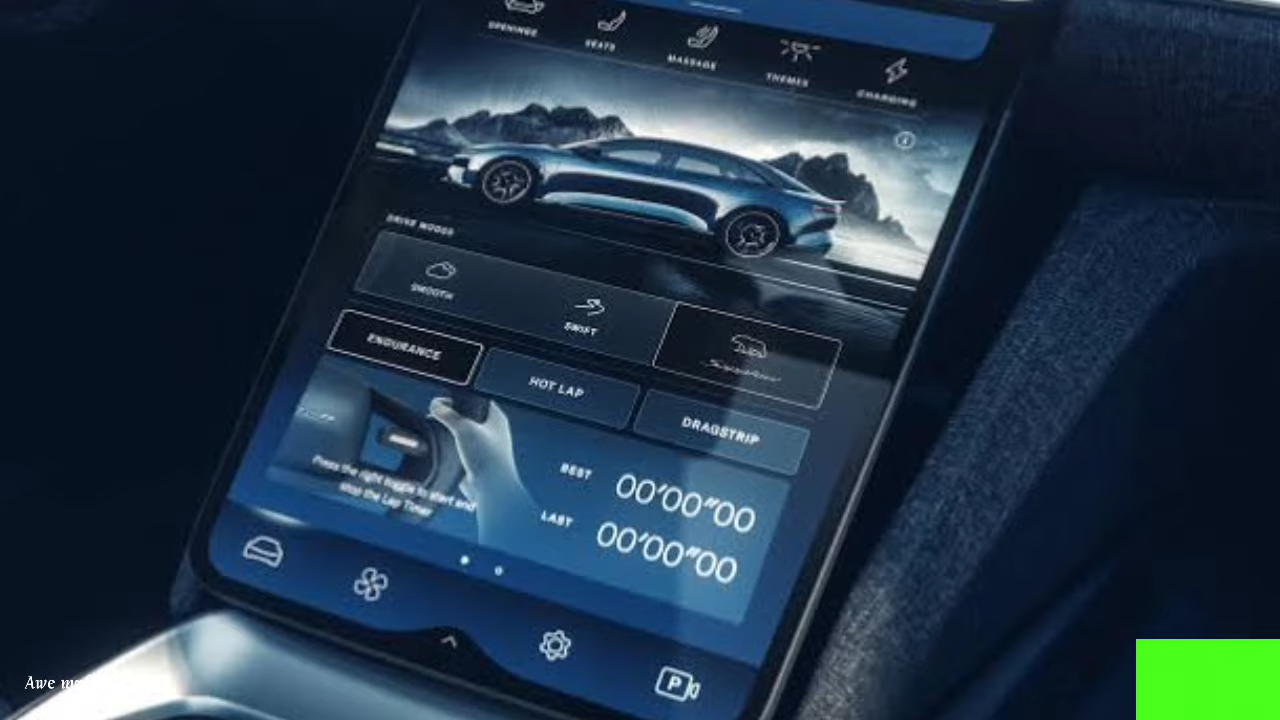 OPENINGS
SEATS
MASSAGE
THEMES
CHARGING
DRIVE MODES
SMOOTH
SWIFT
ENDURANCE
HOT LAP
DRAGSTRIP
Press the right toggle to start and
stop the Lap Timer
BEST 00'00"00
LAST 00'00"00
P
Awe